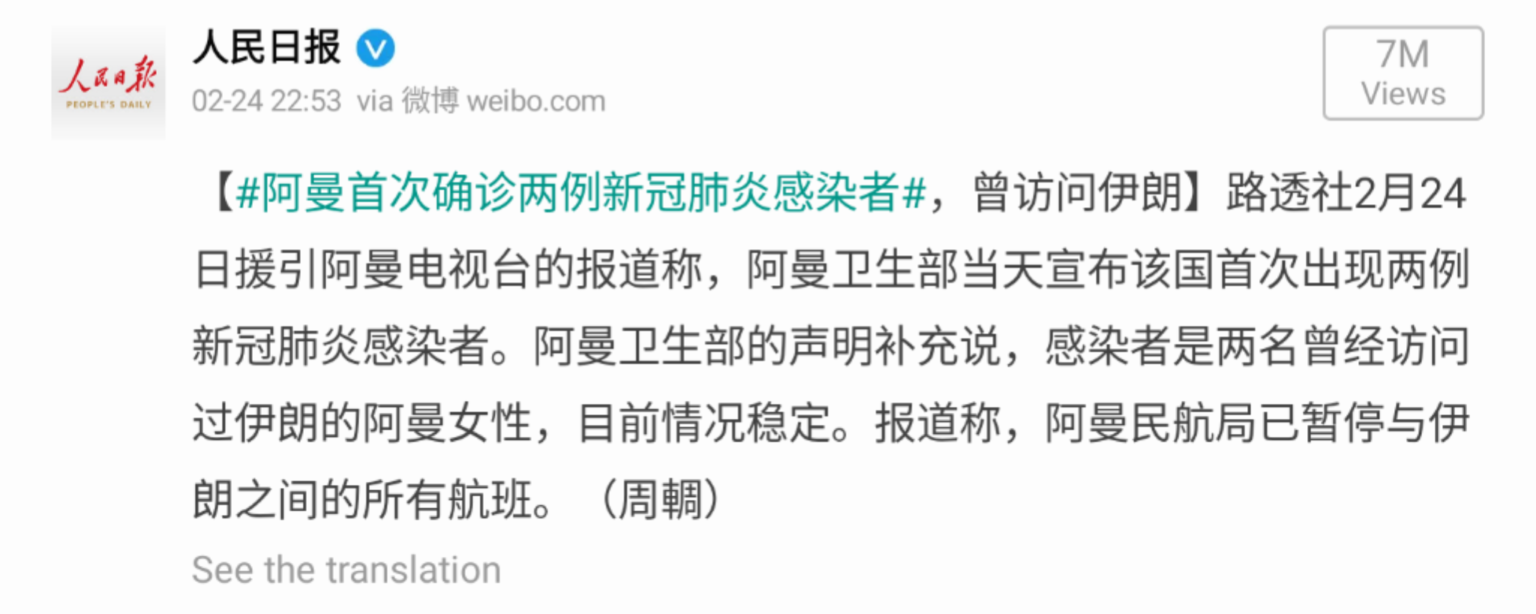 人民日報
PEOPLE'S DAILY
人民日报
02-24 22:53 via 微博 weibo.com
7M
Views
【#阿曼首次确诊两例新冠肺炎感染者#，曾访问伊朗】路透社2月24
日援引阿曼电视台的报道称，阿曼卫生部当天宣布该国首次出现两例
新冠肺炎感染者。阿曼卫生部的声明补充说，感染者是两名曾经访问
过伊朗的阿曼女性，目前情况稳定。报道称，阿曼民航局已暂停与伊
朗之间的所有航班。（周輖）
See the translation